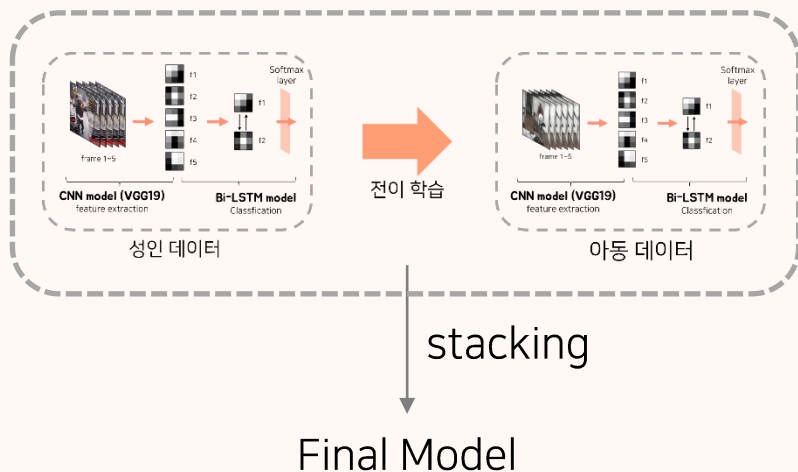 Softmax
layer
f1
f2
f3
f4
f5
f1
f2
frame 1~5
CNN model (VGG19)
feature extraction
Bi-LSTM model
Classfication
성인 데이터
전이 학습
Softmax
layer
f1
f2
f3
f4
f5
f1
f2
frame 1~5
CNN model (VGG19)
feature extraction
Bi-LSTM model
Classfication
아동 데이터
stacking
Final Model